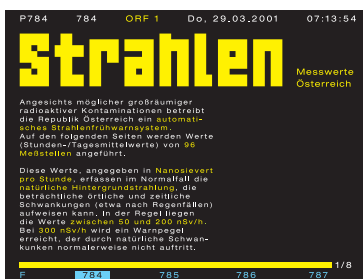 P784 784 ORF 1 Do, 29.03.2001 07:13:54
Strahlen
Messwerte
Österreich
Angesichts möglicher großräumiger
radioaktiver Kontaminationen betreibt
die Republik Österreich ein automati-
sches Strahlenfrühwarnsystem.
Auf den folgenden Seiten werden Werte
(Stunden-/Tagesmittelwerte) von 96
Meßstellen angeführt.
Diese Werte, angegeben in Nanosievert
pro Stunde, erfassen im Normalfall die
natürliche Hintergrundstrahlung, die
beträchtliche örtliche und zeitliche
Schwankungen (etwa nach Regenfällen)
aufweisen kann. In der Regel liegen
die Werte zwischen 50 und 200 nSv/h.
Bei 300 nSv/h wird ein Warnpegel
erreicht, der durch natürliche Schwan-
kungen normalerweise nicht auftritt.
1/8
F 784 785 786 787